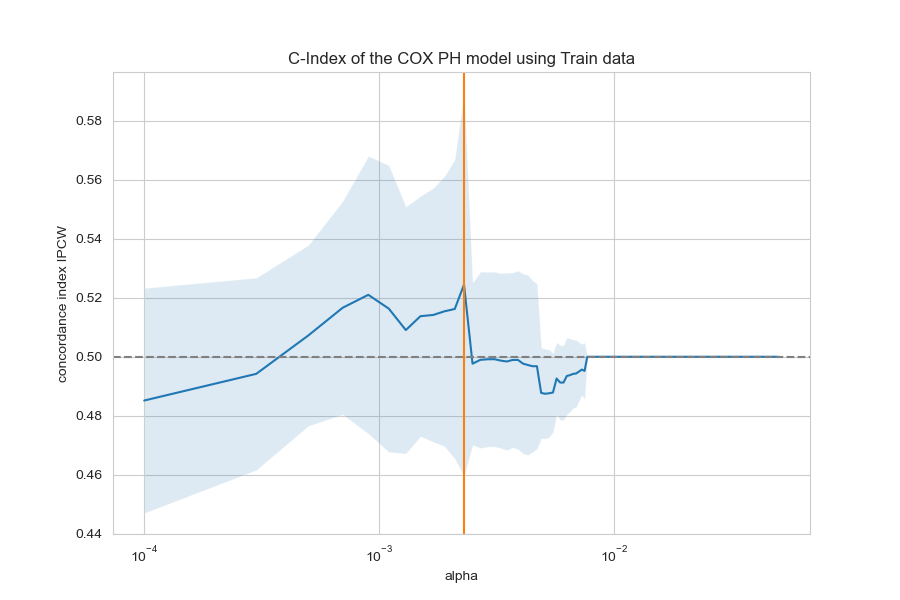 C-Index of the COX PH model using Train data
concordance index IPCW
0.58
0.56
0.54
0.52
0.50
0.48
0.46
0.44
10⁻⁴ 10⁻³ 10⁻²
alpha